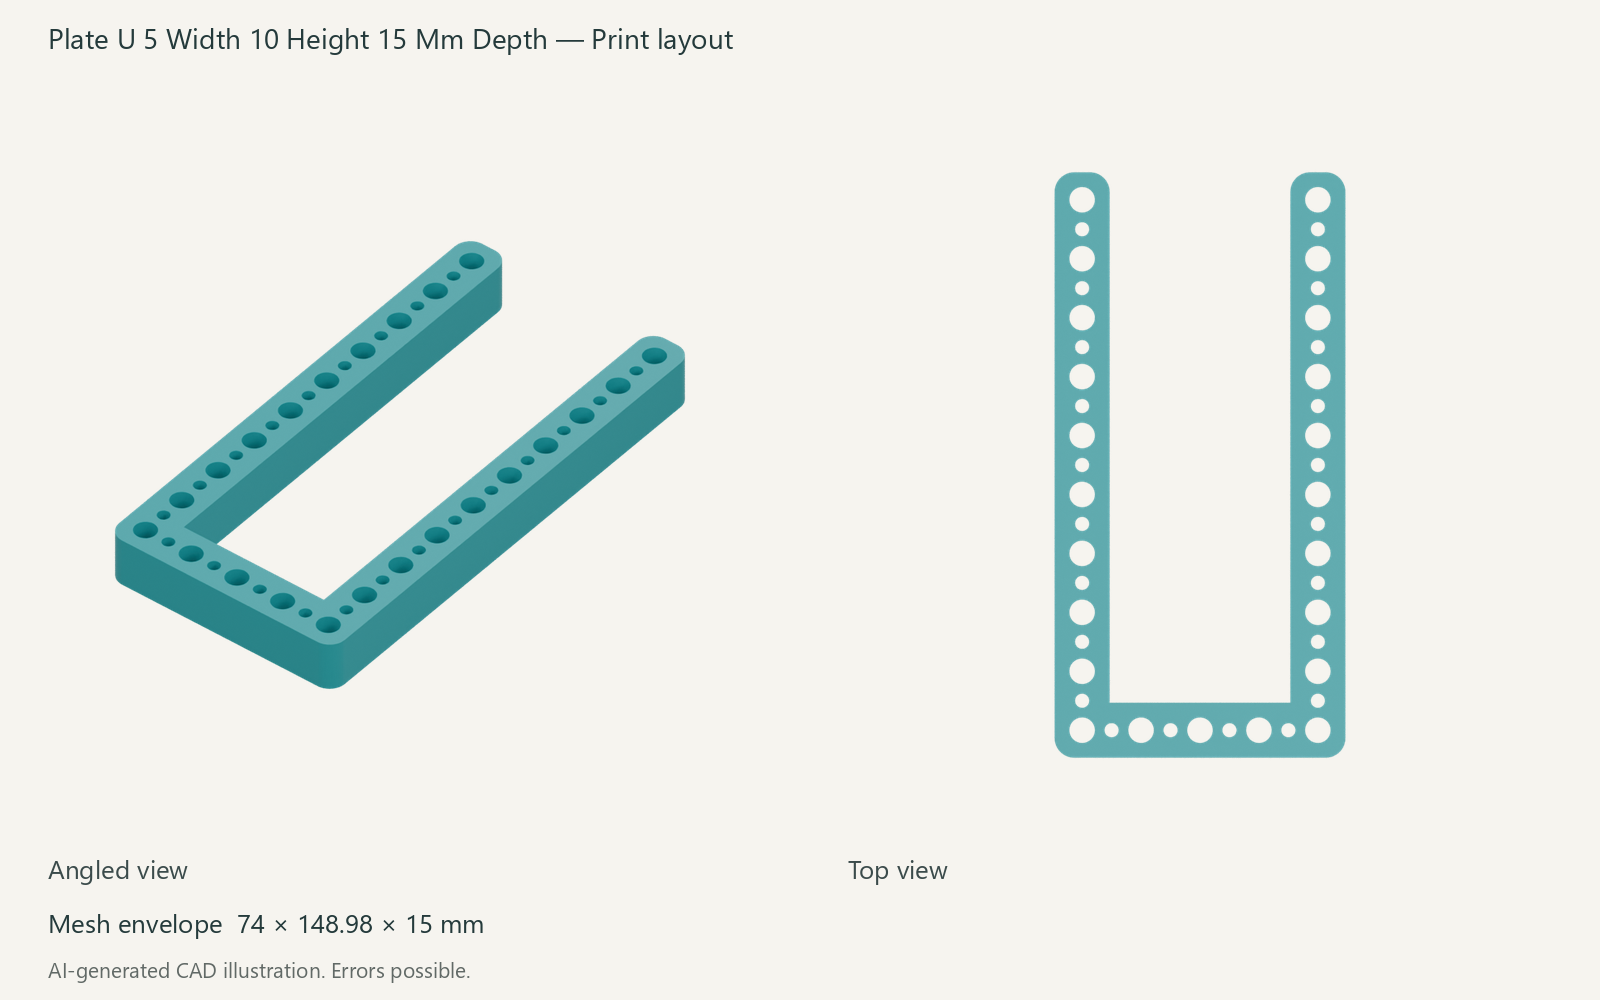 Plate U 5 Width 10 Height 15 Mm Depth — Print layout
Angled view
Top view
Mesh envelope 74 × 148.98 × 15 mm
AI-generated CAD illustration. Errors possible.